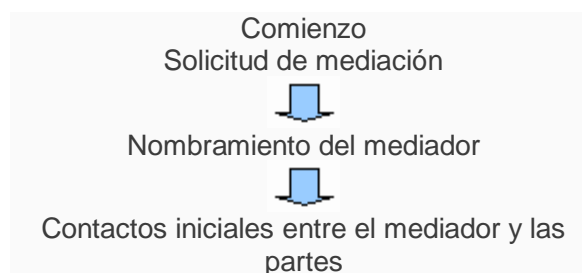 Comienzo
Solicitud de mediación
Nombramiento del mediador
Contactos iniciales entre el mediador y las
partes